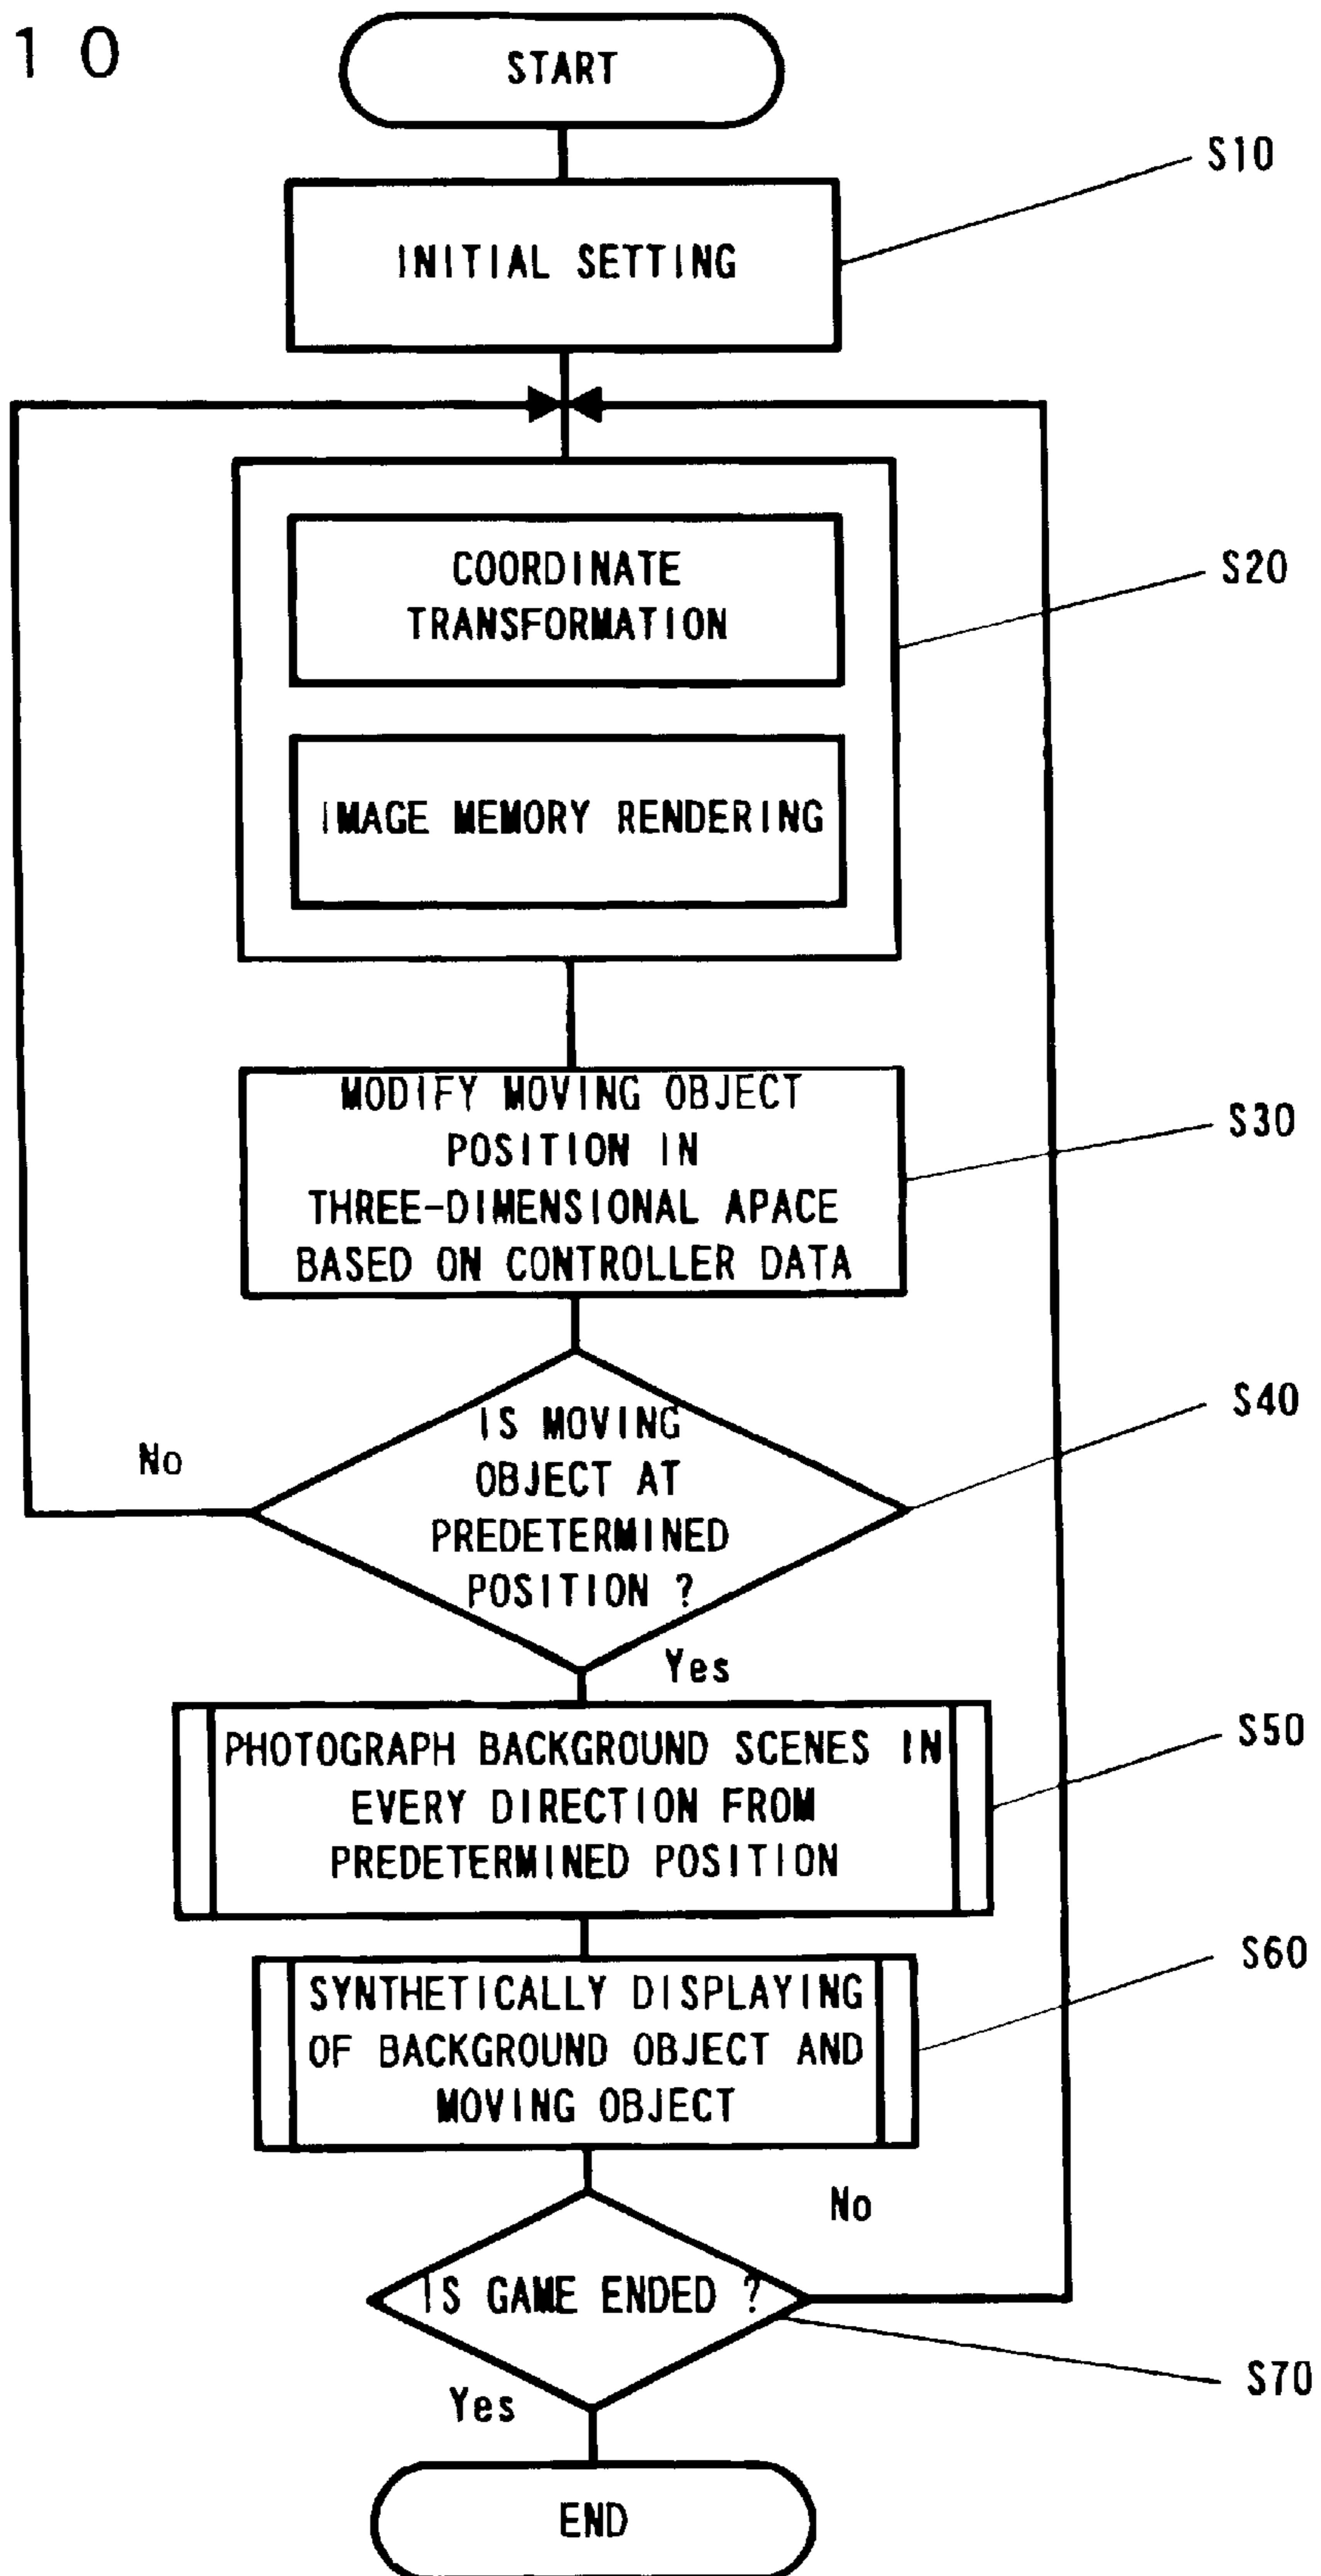 10
START
S10
INITIAL SETTING
COORDINATE
TRANSFORMATION
S20
IMAGE MEMORY RENDERING
MODIFY MOVING OBJECT
POSITION IN
THREE-DIMENSIONAL APACE
BASED ON CONTROLLER DATA
S30
IS MOVING
OBJECT AT
PREDETERMINED
POSITION ?
S40
No
Yes
PHOTOGRAPH BACKGROUND SCENES IN
EVERY DIRECTION FROM
PREDETERMINED POSITION
S50
SYNTHETICALLY DISPLAYING
OF BACKGROUND OBJECT AND
MOVING OBJECT
S60
No
IS GAME ENDED ?
S70
Yes
END